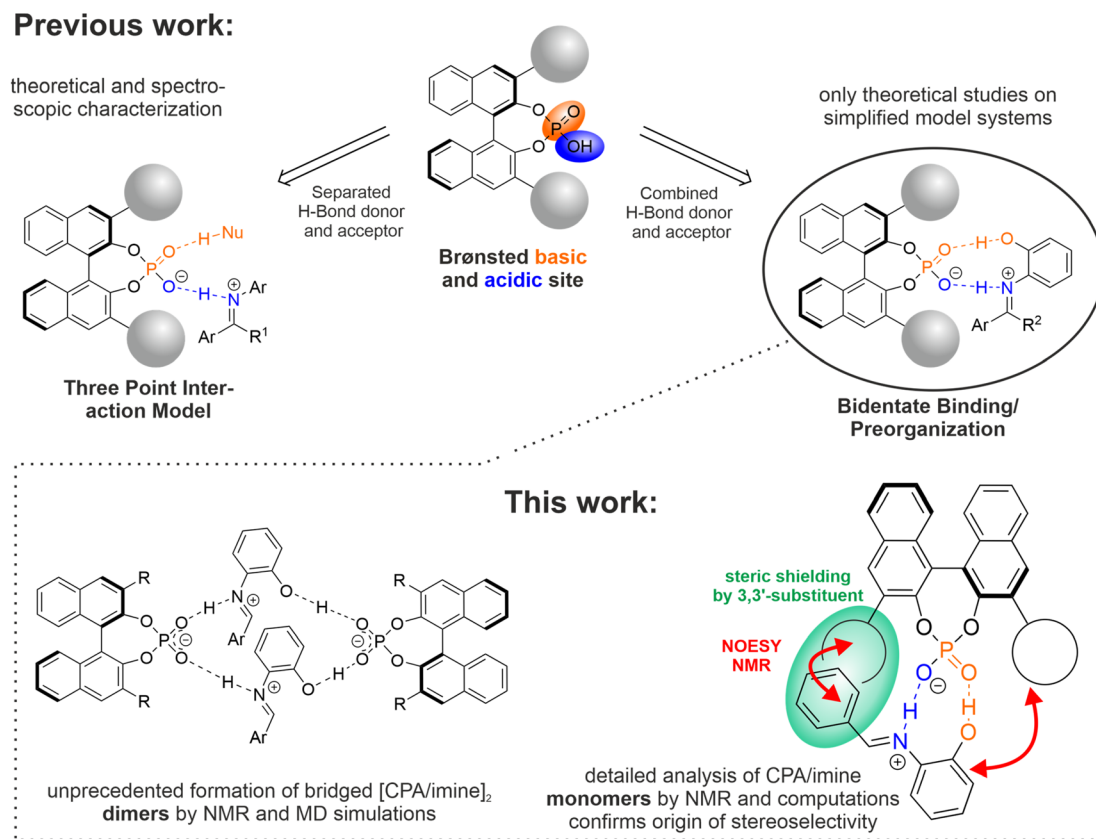 Previous work:
theoretical and spectro-
scopic characterization
only theoretical studies on
simplified model systems
O
O
P
O
OH
Separated
H-Bond donor
and acceptor
Combined
H-Bond donor
and acceptor
Brønsted basic
and acidic site
O
O
P
O
O
⊖
H
Nu
H
N
⊕
Ar
Ar
R1
Three Point Inter-
action Model
O
O
P
O
O
⊖
H
O
H
N
⊕
Ar
R2
Bidentate Binding/
Preorganization
This work:
R
R
O
O
P
O
O
⊖
H
N
⊕
Ar
O
H
H
N
⊕
Ar
O
H
O
O
P
O
O
⊖
R
R
unprecedented formation of bridged [CPA/imine]2
dimers by NMR and MD simulations
steric shielding
by 3,3'-substituent
NOESY
NMR
O
O
P
O
O
⊖
H
H
N
⊕
O
detailed analysis of CPA/imine
monomers by NMR and computations
confirms origin of stereoselectivity